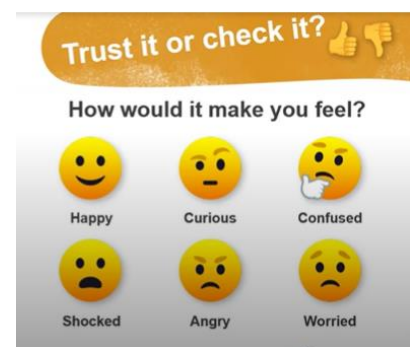 Trust it or check it?
How would it make you feel?
Happy Curious Confused
Shocked Angry Worried